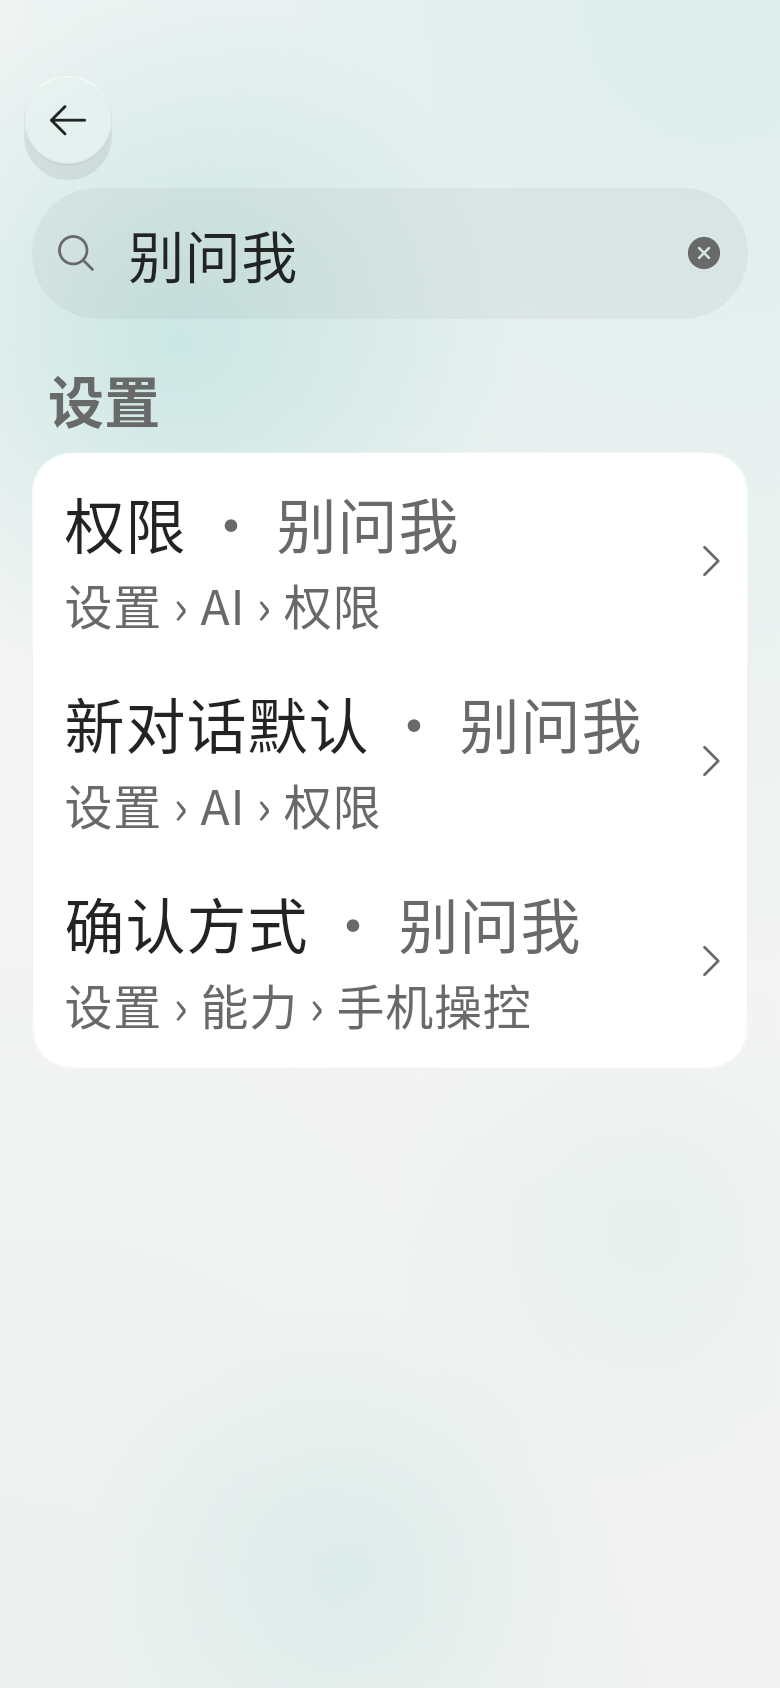 别问我
设置
权限 · 别问我
设置 › AI › 权限
新对话默认 · 别问我
设置 › AI › 权限
确认方式 · 别问我
设置 › 能力 › 手机操控